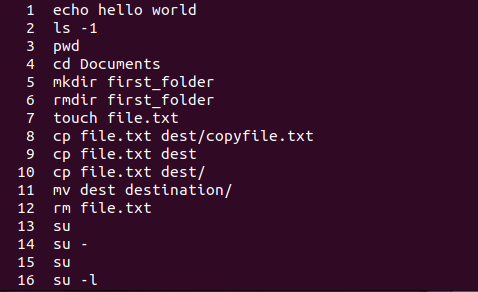 1 echo hello world
2 ls -1
3 pwd
4 cd Documents
5 mkdir first_folder
6 rmdir first_folder
7 touch file.txt
8 cp file.txt dest/copyfile.txt
9 cp file.txt dest
10 cp file.txt dest/
11 mv dest destination/
12 rm file.txt
13 su
14 su -
15 su
16 su -l